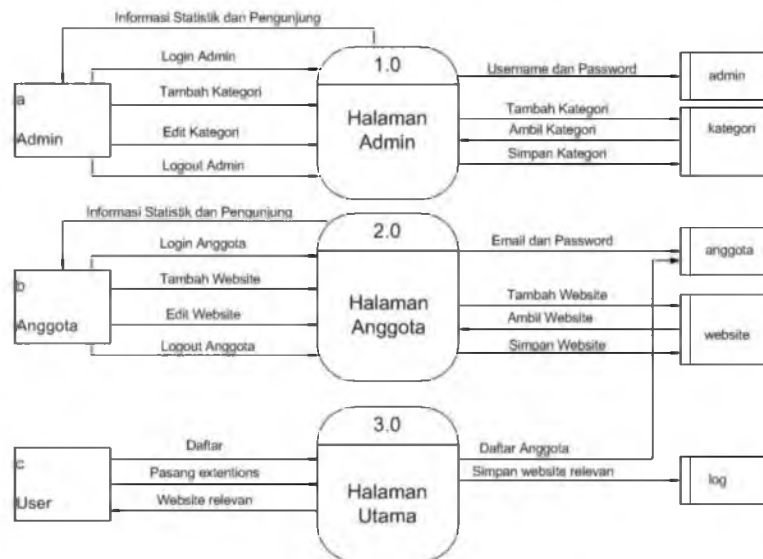 Informasi Statistik dan Pengunjung
Login Admin
Tambah Kategori
Edit Kategori
Logout Admin
a
Admin
1.0
Halaman
Admin
Username dan Password
Tambah Kategori
Ambil Kategori
Simpan Kategori
admin
kategori
Informasi Statistik dan Pengunjung
Login Anggota
Tambah Website
Edit Website
Logout Anggota
b
Anggota
2.0
Halaman
Anggota
Email dan Password
Tambah Website
Ambil Website
Simpan Website
anggota
website
Daftar
Pasang extentions
Website relevan
c
User
3.0
Halaman
Utama
Daftar Anggota
Simpan website relevan
log